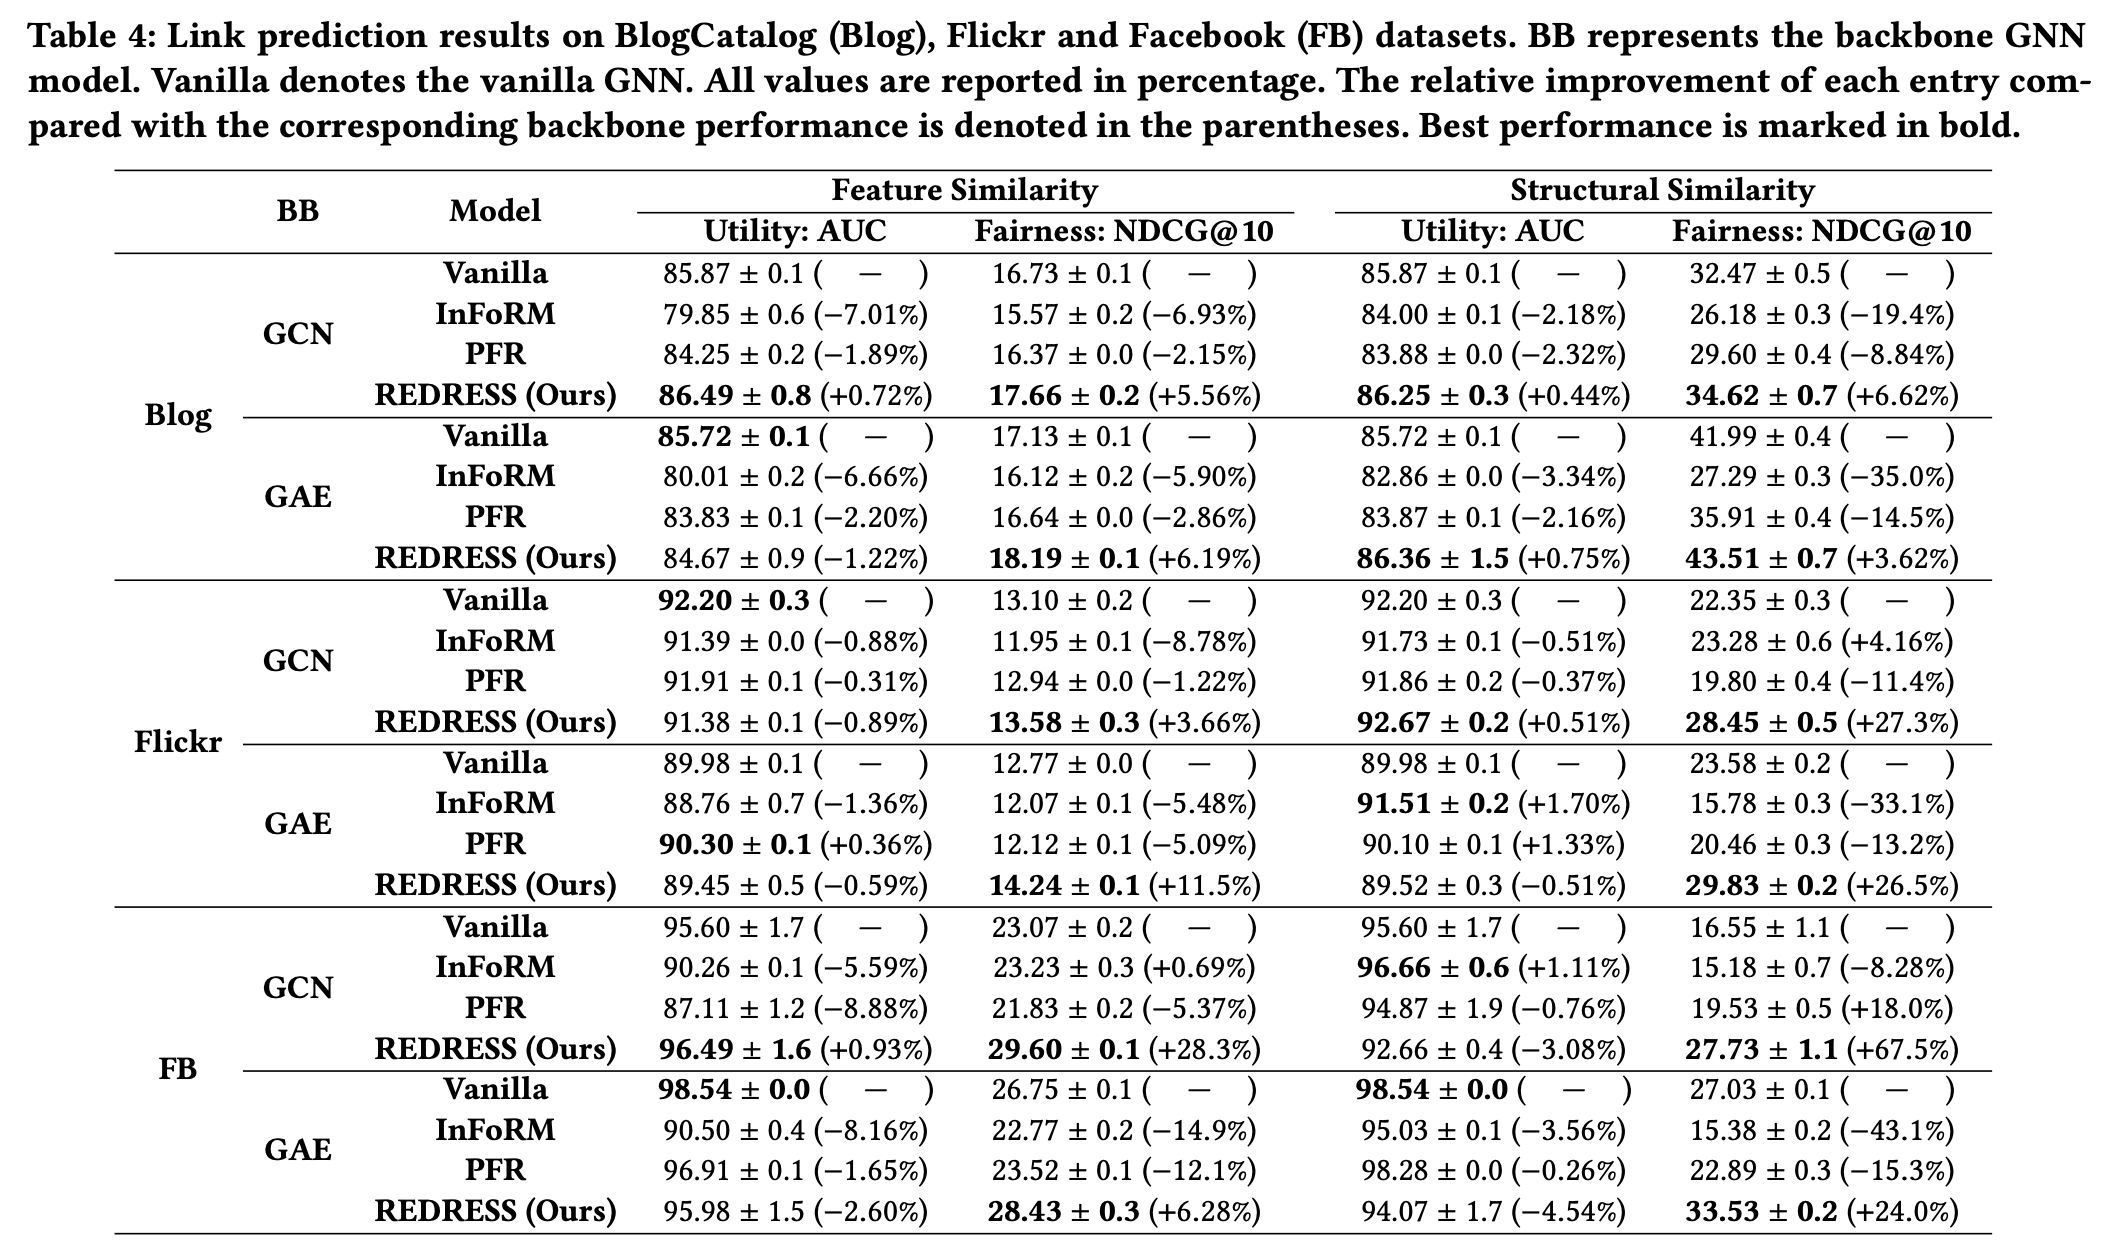 Table 4: Link prediction results on BlogCatalog (Blog), Flickr and Facebook (FB) datasets. BB represents the backbone GNN
model. Vanilla denotes the vanilla GNN. All values are reported in percentage. The relative improvement of each entry com-
pared with the corresponding backbone performance is denoted in the parentheses. Best performance is marked in bold.
BB Model Feature Similarity Structural Similarity
Utility: AUC Fairness: NDCG@10 Utility: AUC Fairness: NDCG@10
Blog
GCN
Vanilla 85.87 ± 0.1 ( — ) 16.73 ± 0.1 ( — ) 85.87 ± 0.1 ( — ) 32.47 ± 0.5 ( — )
InFoRM 79.85 ± 0.6 (−7.01%) 15.57 ± 0.2 (−6.93%) 84.00 ± 0.1 (−2.18%) 26.18 ± 0.3 (−19.4%)
PFR 84.25 ± 0.2 (−1.89%) 16.37 ± 0.0 (−2.15%) 83.88 ± 0.0 (−2.32%) 29.60 ± 0.4 (−8.84%)
REDRESS (Ours) 86.49 ± 0.8 (+0.72%) 17.66 ± 0.2 (+5.56%) 86.25 ± 0.3 (+0.44%) 34.62 ± 0.7 (+6.62%)
GAE
Vanilla 85.72 ± 0.1 ( — ) 17.13 ± 0.1 ( — ) 85.72 ± 0.1 ( — ) 41.99 ± 0.4 ( — )
InFoRM 80.01 ± 0.2 (−6.66%) 16.12 ± 0.2 (−5.90%) 82.86 ± 0.0 (−3.34%) 27.29 ± 0.3 (−35.0%)
PFR 83.83 ± 0.1 (−2.20%) 16.64 ± 0.0 (−2.86%) 83.87 ± 0.1 (−2.16%) 35.91 ± 0.4 (−14.5%)
REDRESS (Ours) 84.67 ± 0.9 (−1.22%) 18.19 ± 0.1 (+6.19%) 86.36 ± 1.5 (+0.75%) 43.51 ± 0.7 (+3.62%)
Flickr
GCN
Vanilla 92.20 ± 0.3 ( — ) 13.10 ± 0.2 ( — ) 92.20 ± 0.3 ( — ) 22.35 ± 0.3 ( — )
InFoRM 91.39 ± 0.0 (−0.88%) 11.95 ± 0.1 (−8.78%) 91.73 ± 0.1 (−0.51%) 23.28 ± 0.6 (+4.16%)
PFR 91.91 ± 0.1 (−0.31%) 12.94 ± 0.0 (−1.22%) 91.86 ± 0.2 (−0.37%) 19.80 ± 0.4 (−11.4%)
REDRESS (Ours) 91.38 ± 0.1 (−0.89%) 13.58 ± 0.3 (+3.66%) 92.67 ± 0.2 (+0.51%) 28.45 ± 0.5 (+27.3%)
GAE
Vanilla 89.98 ± 0.1 ( — ) 12.77 ± 0.0 ( — ) 89.98 ± 0.1 ( — ) 23.58 ± 0.2 ( — )
InFoRM 88.76 ± 0.7 (−1.36%) 12.07 ± 0.1 (−5.48%) 91.51 ± 0.2 (+1.70%) 15.78 ± 0.3 (−33.1%)
PFR 90.30 ± 0.1 (+0.36%) 12.12 ± 0.1 (−5.09%) 90.10 ± 0.1 (+1.33%) 20.46 ± 0.3 (−13.2%)
REDRESS (Ours) 89.45 ± 0.5 (−0.59%) 14.24 ± 0.1 (+11.5%) 89.52 ± 0.3 (−0.51%) 29.83 ± 0.2 (+26.5%)
FB
GCN
Vanilla 95.60 ± 1.7 ( — ) 23.07 ± 0.2 ( — ) 95.60 ± 1.7 ( — ) 16.55 ± 1.1 ( — )
InFoRM 90.26 ± 0.1 (−5.59%) 23.23 ± 0.3 (+0.69%) 96.66 ± 0.6 (+1.11%) 15.18 ± 0.7 (−8.28%)
PFR 87.11 ± 1.2 (−8.88%) 21.83 ± 0.2 (−5.37%) 94.87 ± 1.9 (−0.76%) 19.53 ± 0.5 (+18.0%)
REDRESS (Ours) 96.49 ± 1.6 (+0.93%) 29.60 ± 0.1 (+28.3%) 92.66 ± 0.4 (−3.08%) 27.73 ± 1.1 (+67.5%)
GAE
Vanilla 98.54 ± 0.0 ( — ) 26.75 ± 0.1 ( — ) 98.54 ± 0.0 ( — ) 27.03 ± 0.1 ( — )
InFoRM 90.50 ± 0.4 (−8.16%) 22.77 ± 0.2 (−14.9%) 95.03 ± 0.1 (−3.56%) 15.38 ± 0.2 (−43.1%)
PFR 96.91 ± 0.1 (−1.65%) 23.52 ± 0.1 (−12.1%) 98.28 ± 0.0 (−0.26%) 22.89 ± 0.3 (−15.3%)
REDRESS (Ours) 95.98 ± 1.5 (−2.60%) 28.43 ± 0.3 (+6.28%) 94.07 ± 1.7 (−4.54%) 33.53 ± 0.2 (+24.0%)